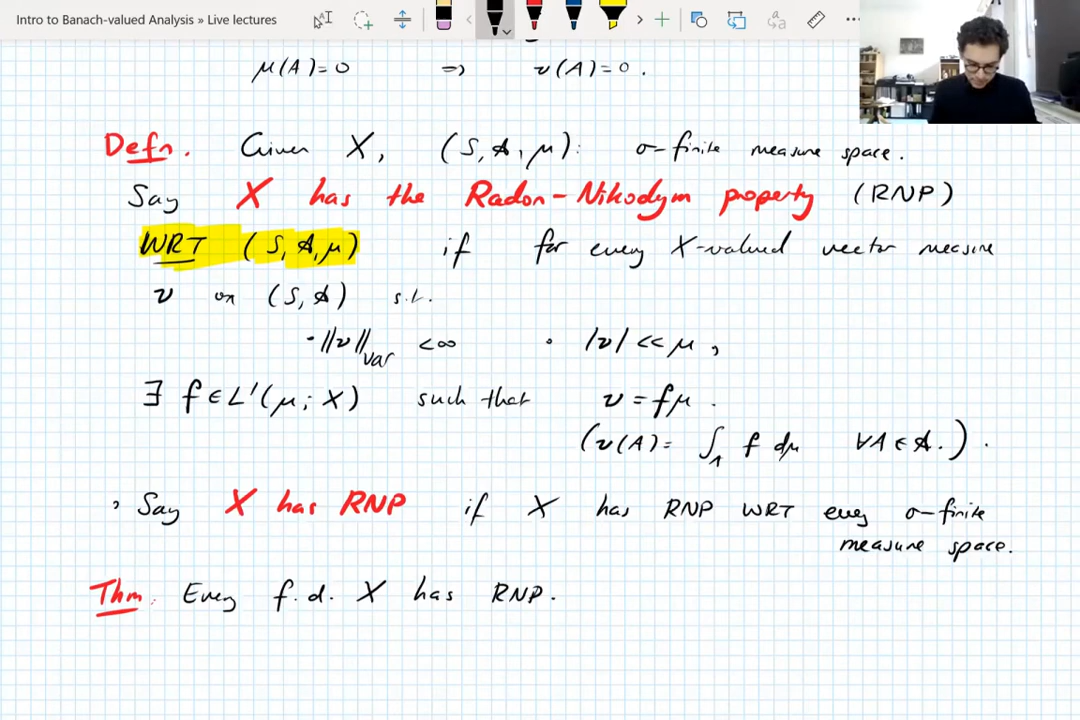 Intro to Banach-valued Analysis » Live lectures
μ(A)=0 ⇒ ν(A)=0.
Defn. Given X, (S, 𝒜, μ): σ-finite measure space.
Say X has the Radon-Nikodym property (RNP)
WRT (S, 𝒜, μ) if for every X-valued vector measure
ν on (S, 𝒜) s.t.
· ‖ν‖var <∞ · |ν| << μ,
∃ f ∈ L¹(μ; X) such that ν = fμ.
(ν(A) = ∫_A f dμ ∀A ∈ 𝒜.).
, Say X has RNP if X has RNP WRT every σ-finite
measure space.
Thm. Every f.d. X has RNP.